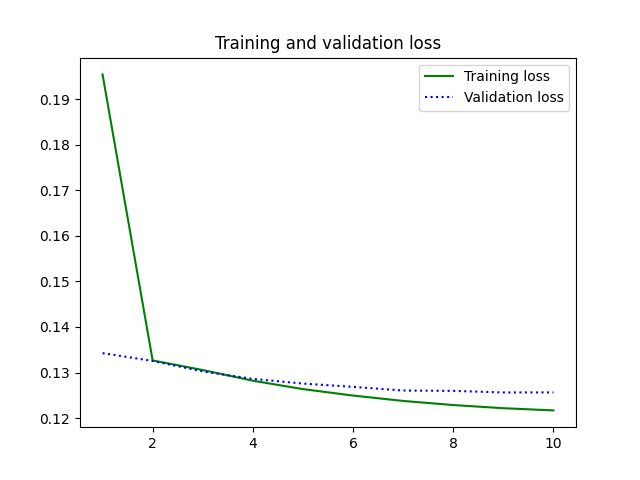 Training and validation loss
Training loss
Validation loss
0.19
0.18
0.17
0.16
0.15
0.14
0.13
0.12
2 4 6 8 10